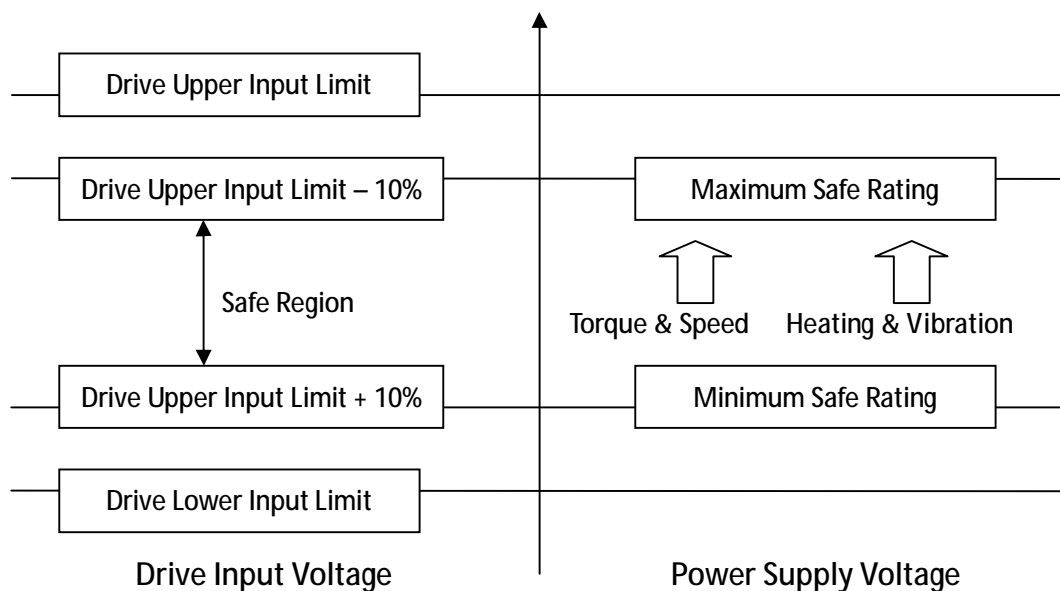 Drive Upper Input Limit
Drive Upper Input Limit – 10%
Maximum Safe Rating
Safe Region
Torque & Speed
Heating & Vibration
Drive Upper Input Limit + 10%
Minimum Safe Rating
Drive Lower Input Limit
Drive Input Voltage
Power Supply Voltage